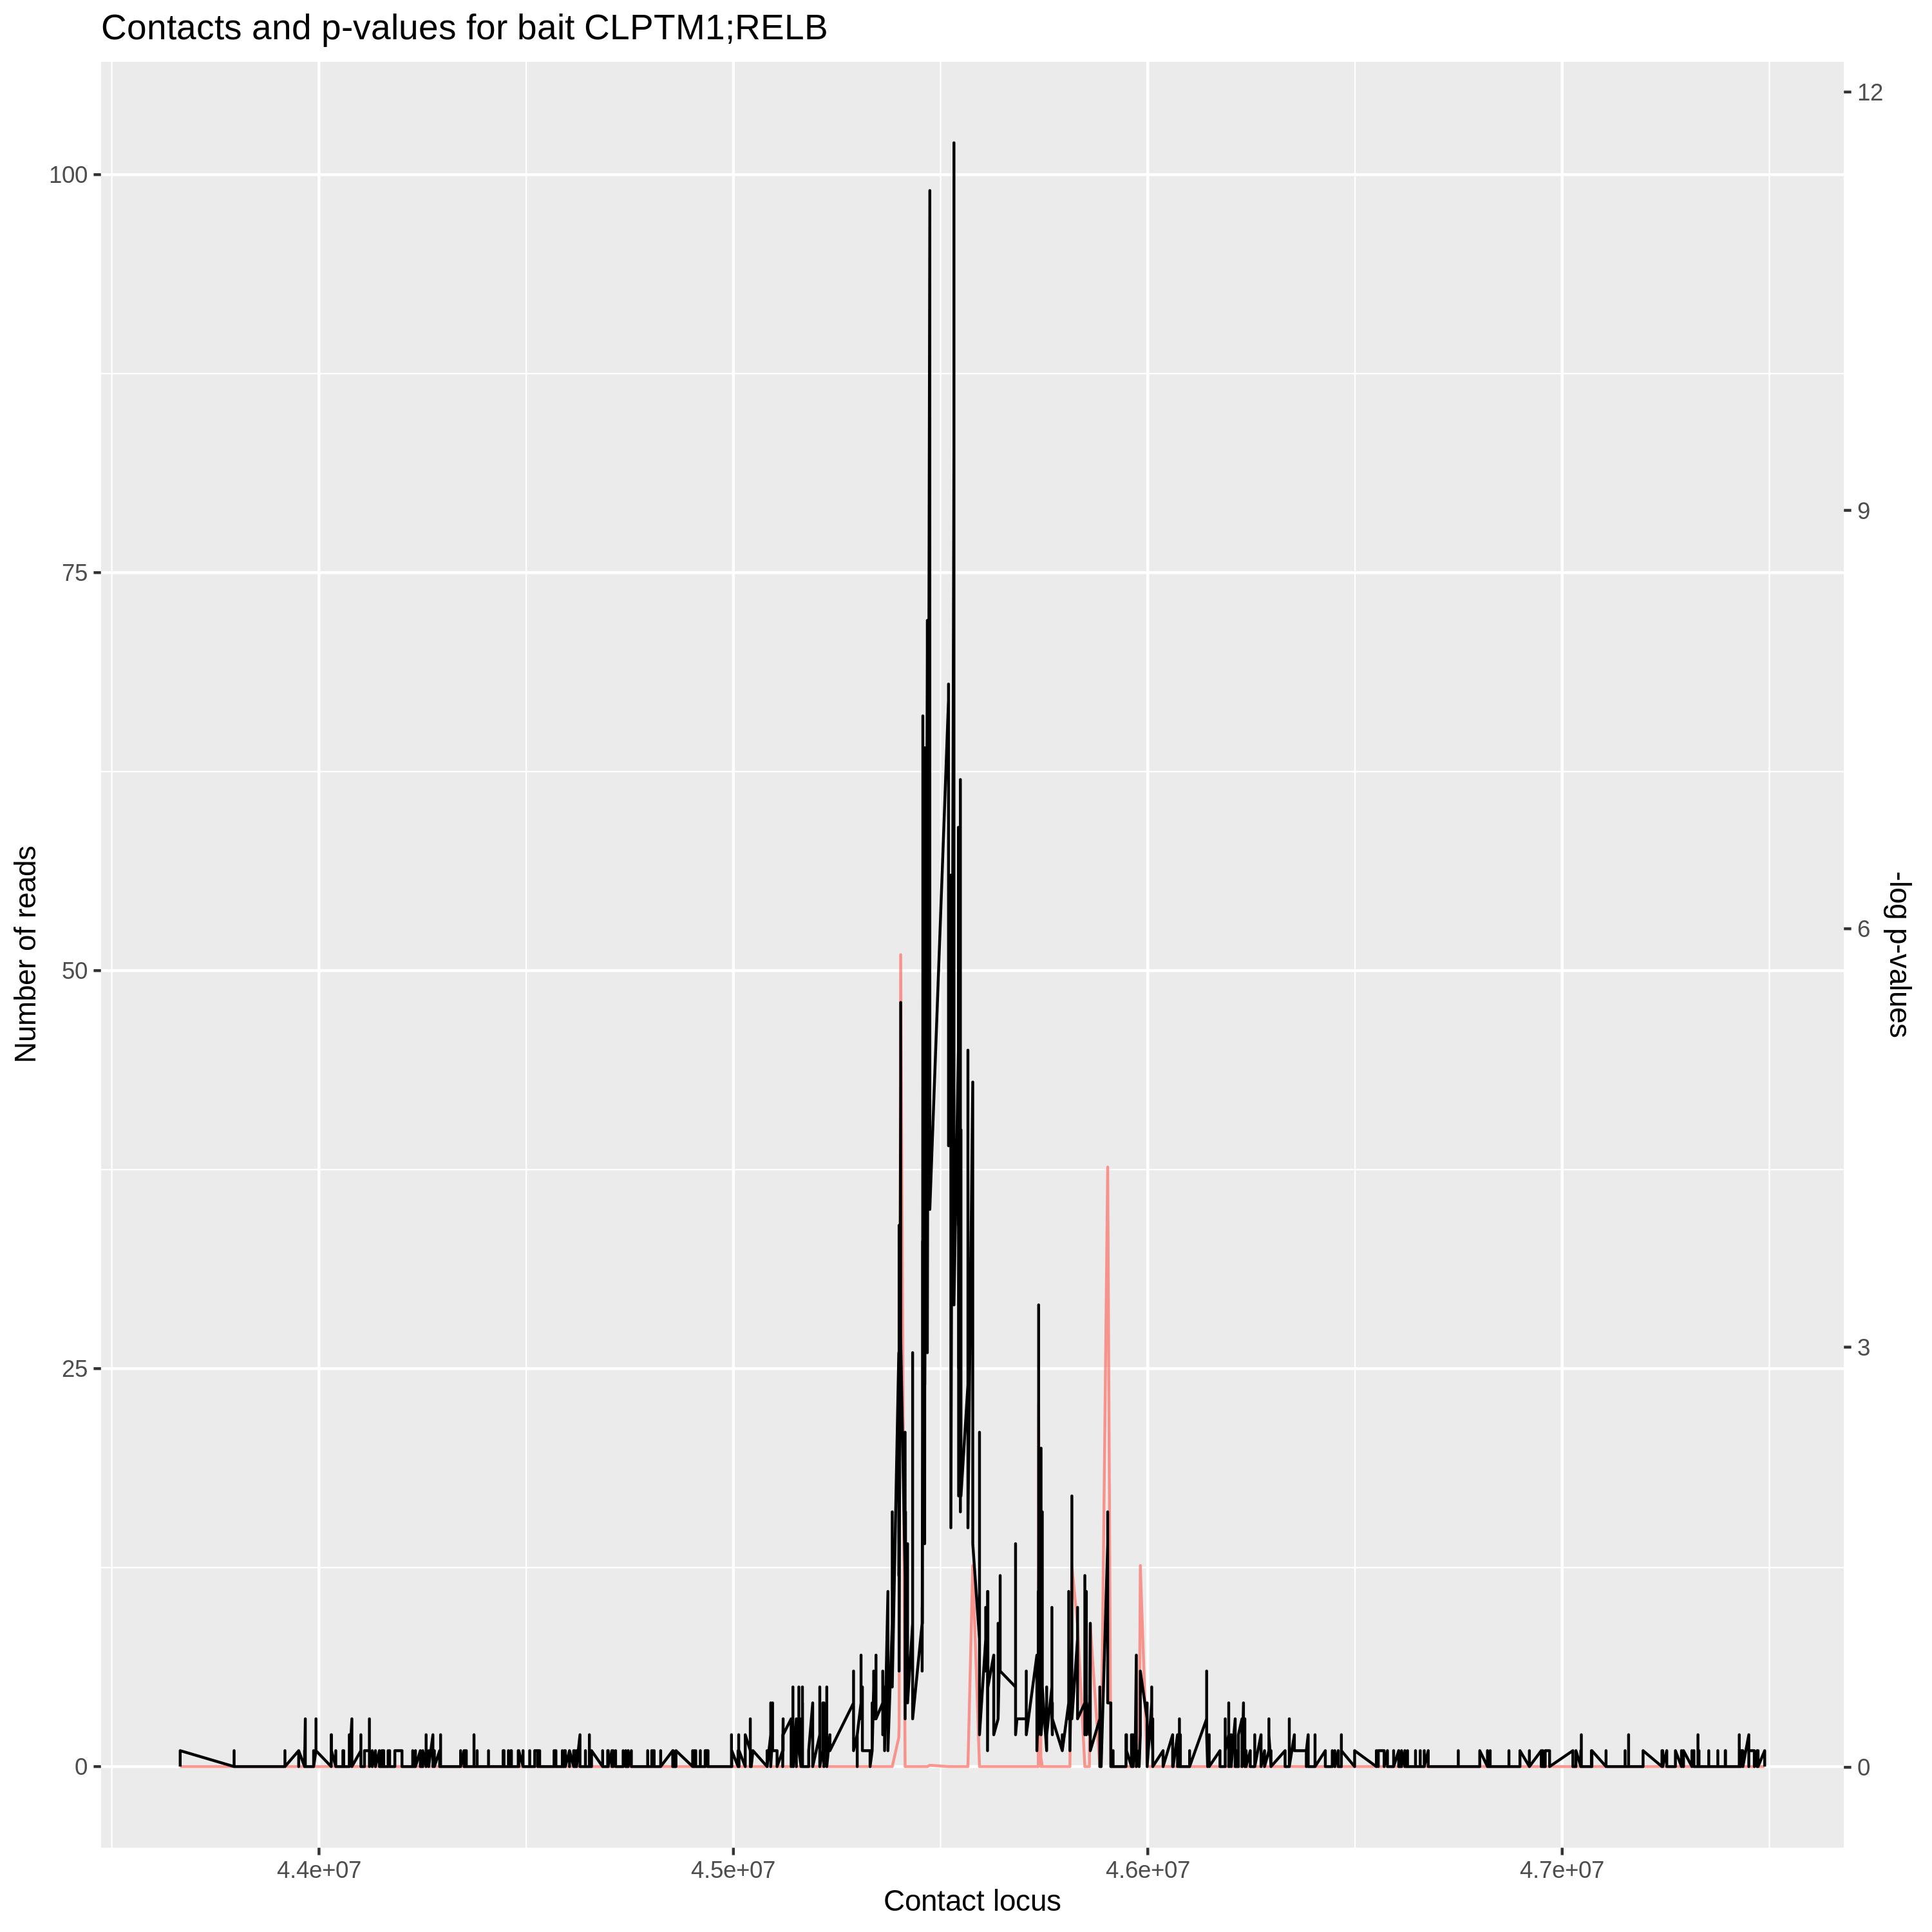 Contacts and p-values for bait CLPTM1;RELB
12
100
9
75
6
50
3
25
0
0
Number of reads
-log p-values
4.4e+07
4.5e+07
4.6e+07
4.7e+07
Contact locus